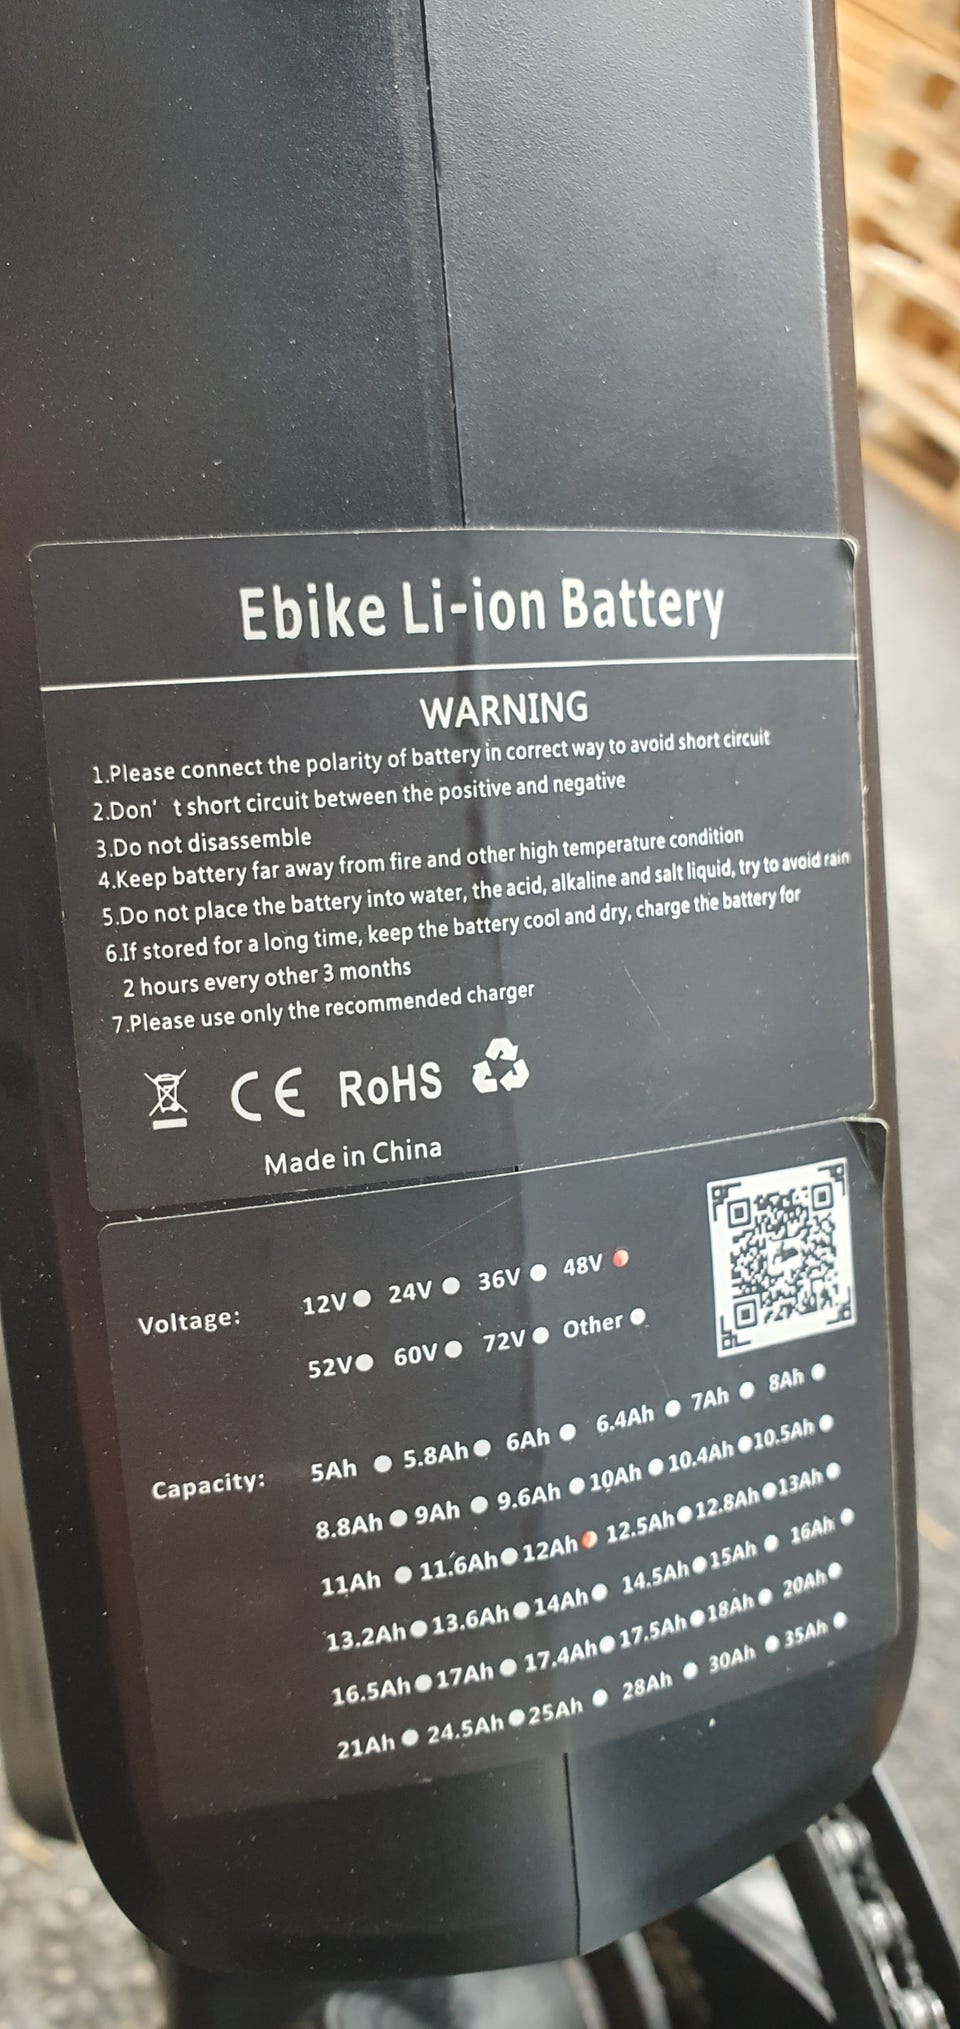 Ebike Li-ion Battery
WARNING
1.Please connect the polarity of battery in correct way to avoid short circuit
2.Don' t short circuit between the positive and negative
3.Do not disassemble
4.Keep battery far away from fire and other high temperature condition
5.Do not place the battery into water, the acid, alkaline and salt liquid, try to avoid rain
6.If stored for a long time, keep the battery cool and dry, charge the battery for
2 hours every other 3 months
7.Please use only the recommended charger
CE RoHS
Made in China
Voltage: 12V 24V 36V 48V
52V 60V 72V Other
Capacity: 5Ah 5.8Ah 6Ah 6.4Ah 7Ah 8Ah
8.8Ah 9Ah 9.6Ah 10Ah 10.4Ah 10.5Ah
11Ah 11.6Ah 12Ah 12.5Ah 12.8Ah 13Ah
13.2Ah 13.6Ah 14Ah 14.5Ah 15Ah 16Ah
16.5Ah 17Ah 17.4Ah 17.5Ah 18Ah 20Ah
21Ah 24.5Ah 25Ah 28Ah 30Ah 35Ah